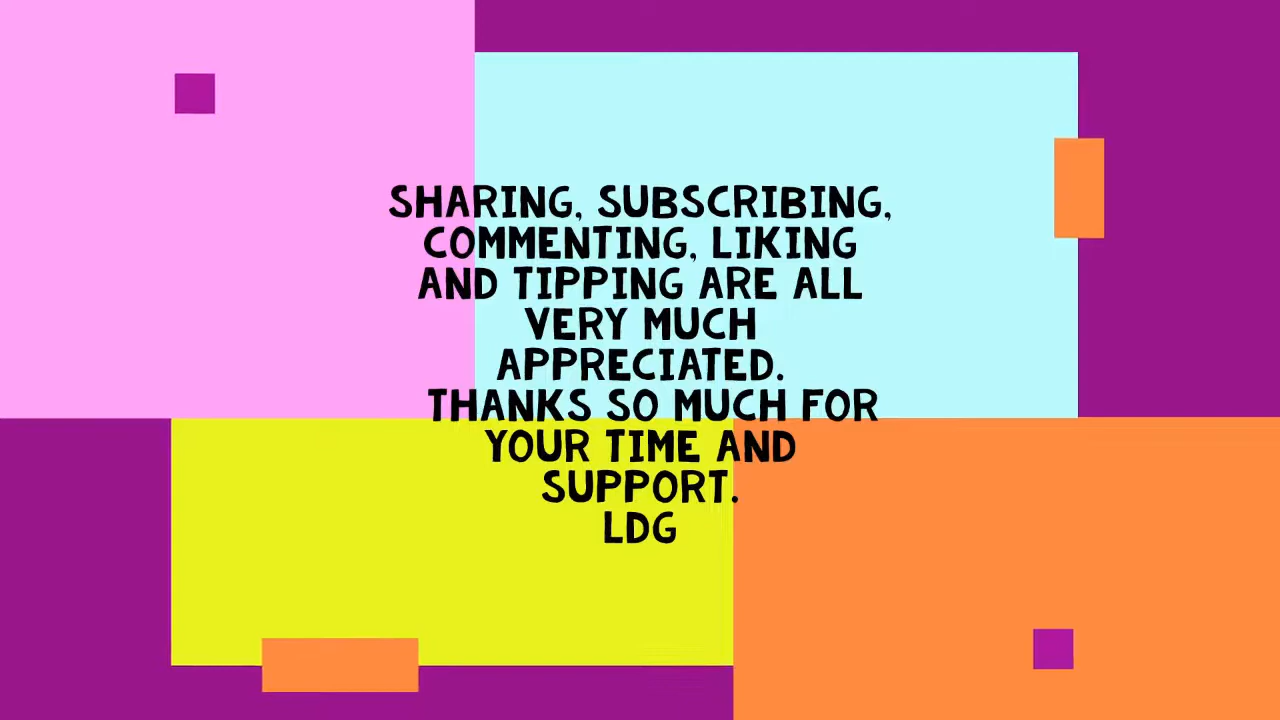 SHARING, SUBSCRIBING,
COMMENTING, LIKING
AND TIPPING ARE ALL
VERY MUCH
APPRECIATED.
THANKS SO MUCH FOR
YOUR TIME AND
SUPPORT.
LDG